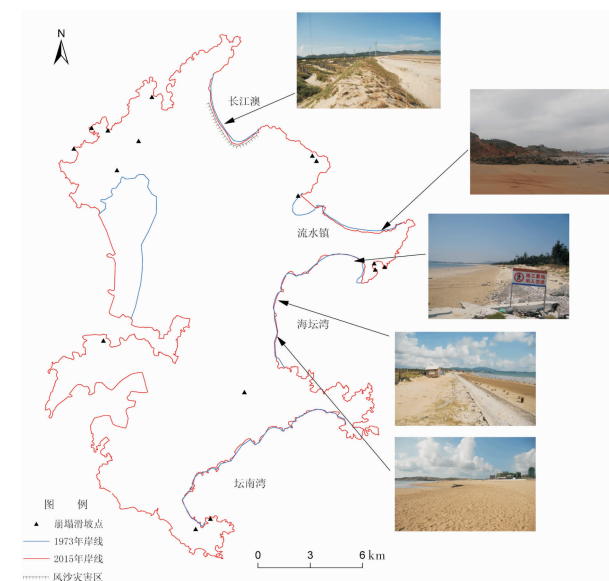 N
长江澳
流水镇
海坛湾
坛南湾
图 例
崩塌滑坡点
1973年岸线
2015年岸线
风沙灾害区
0 3 6 km